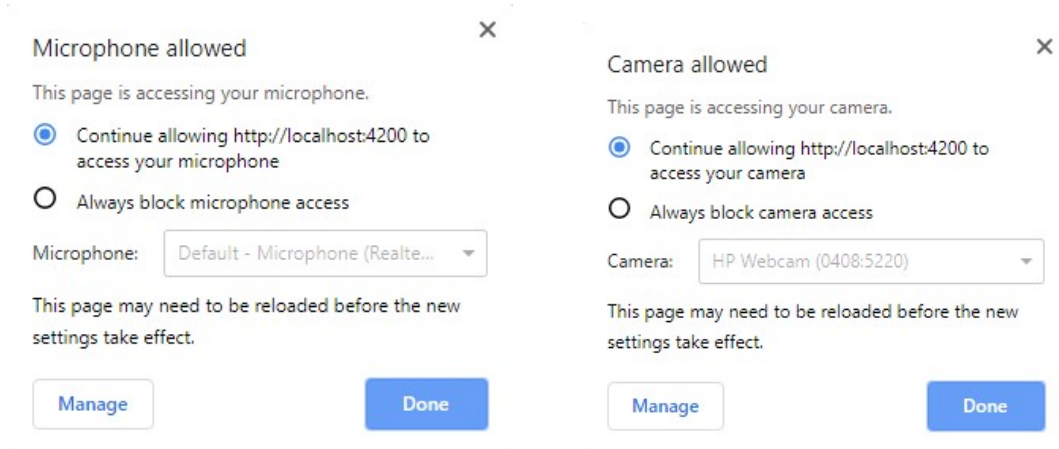 Microphone allowed
This page is accessing your microphone.
Continue allowing http://localhost:4200 to
access your microphone
Always block microphone access
Microphone: Default - Microphone (Realte...
This page may need to be reloaded before the new
settings take effect.
Manage Done
Camera allowed
This page is accessing your camera.
Continue allowing http://localhost:4200 to
access your camera
Always block camera access
Camera: HP Webcam (0408:5220)
This page may need to be reloaded before the new
settings take effect.
Manage Done